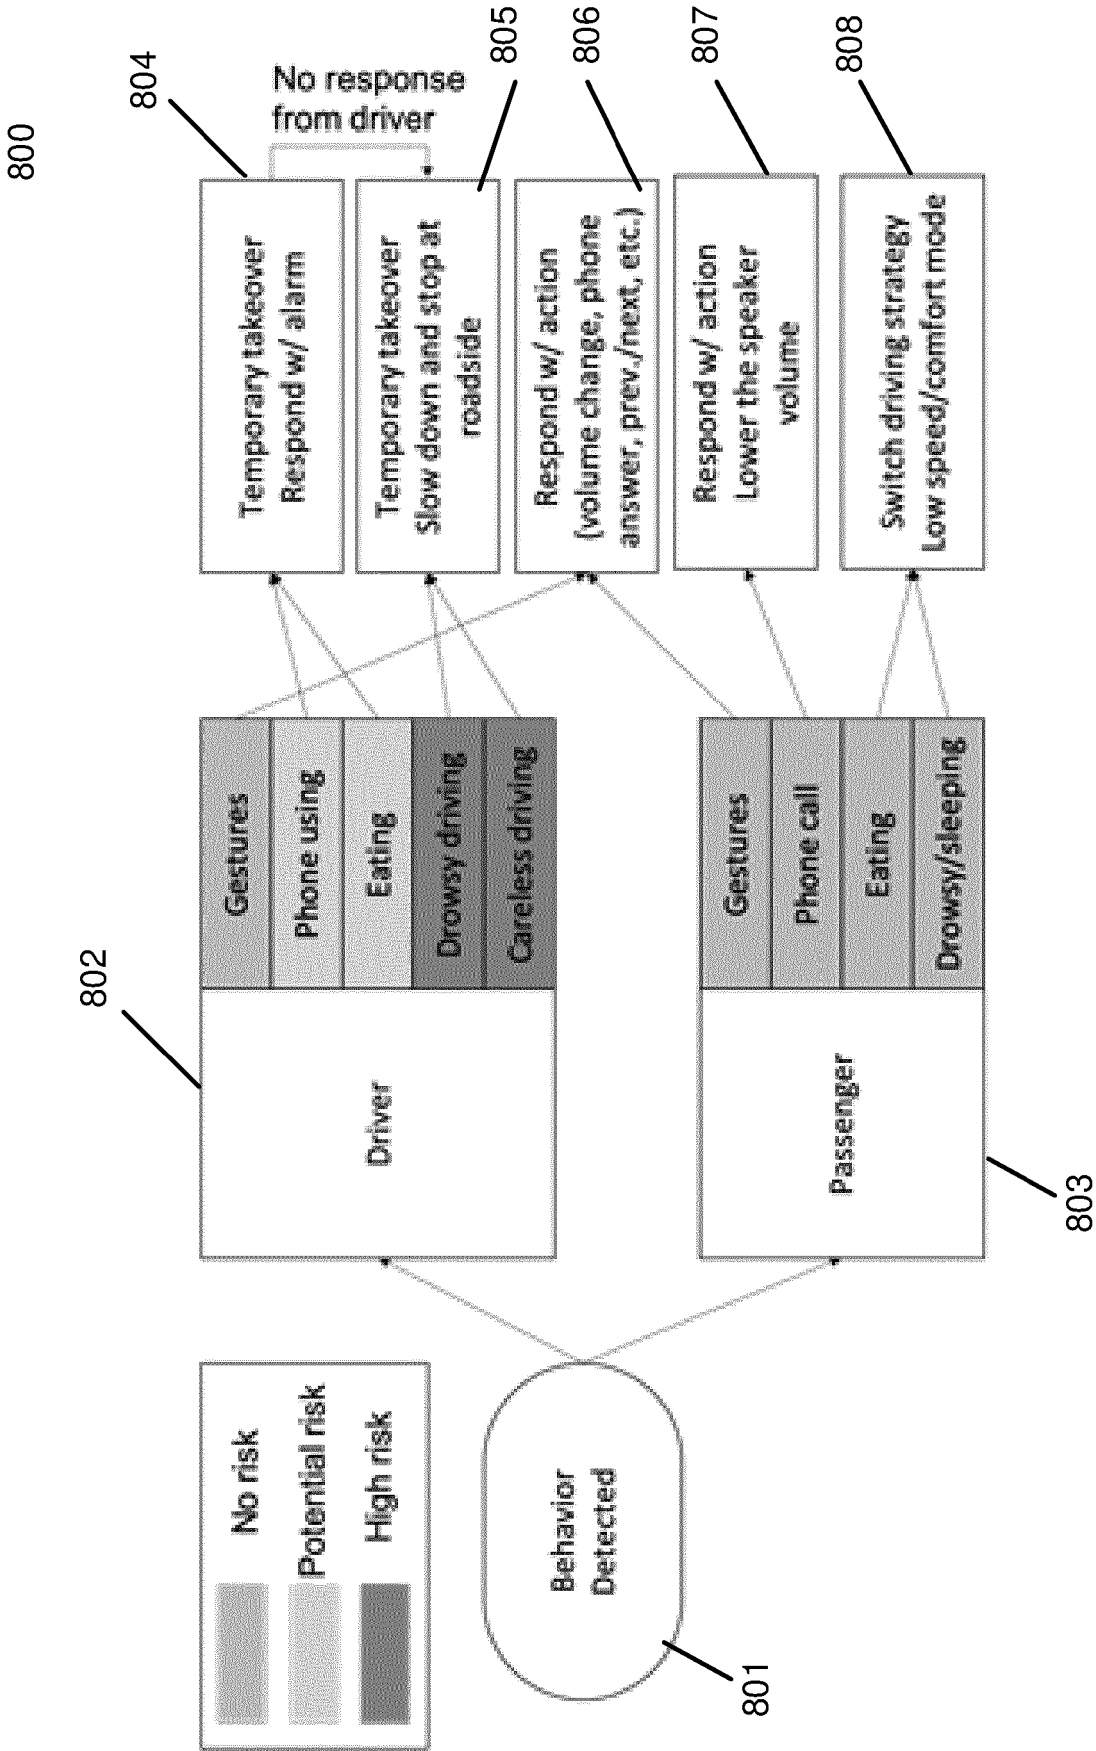 800
No risk
Potential risk
High risk
Behavior
Detected
801
802
Driver
Gestures
Phone using
Eating
Drowsy driving
Careless driving
Passenger
803
Gestures
Phone call
Eating
Drowsy/sleeping
804
Temporary takeover
Respond w/ alarm
No response
from driver
805
Temporary takeover
Slow down and stop at
roadside
806
Respond w/ action
(volume change, phone
answer, prev./next, etc.)
807
Respond w/ action
Lower the speaker
volume
808
Switch driving strategy
Low speed/comfort mode